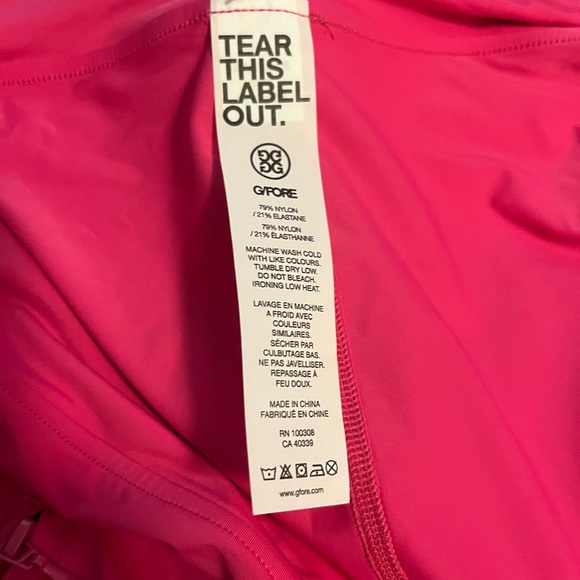 TEAR
THIS
LABEL
OUT.
GG
GG
G/FORE
79% NYLON
/ 21% ELASTANE
79% NYLON
/ 21% ÉLASTHANNE
MACHINE WASH COLD
WITH LIKE COLOURS.
TUMBLE DRY LOW.
DO NOT BLEACH.
IRONING LOW HEAT.
LAVAGE EN MACHINE
A FROID AVEC
COULEURS
SIMILAIRES.
SÉCHER PAR
CULBUTAGE BAS.
NE PAS JAVELLISER.
REPASSAGE À
FEU DOUX.
MADE IN CHINA
FABRIQUÉ EN CHINE
RN 100308
CA 40339
www.gfore.com